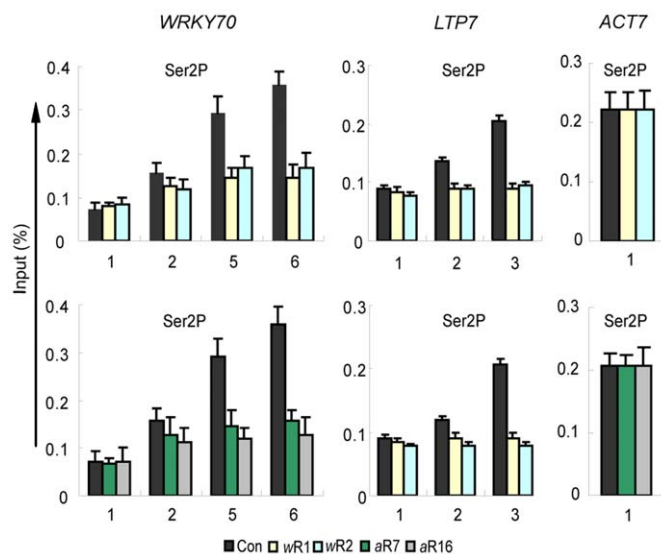 WRKY70 LTP7 ACT7
Ser2P Ser2P Ser2P
0.4 0.3 0.3
0.3 0.2 0.2
0.2 0.1 0.1
0.1 0 0
0
1 2 5 6 1 2 3 1
Input (%)
Ser2P Ser2P Ser2P
0.4 0.3 0.3
0.3 0.2 0.2
0.2 0.1 0.1
0.1 0 0
0
1 2 5 6 1 2 3 1
Con wR1 wR2 aR7 aR16